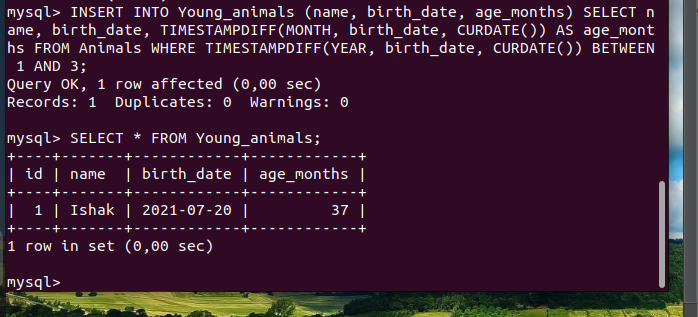 mysql> INSERT INTO Young_animals (name, birth_date, age_months) SELECT n
ame, birth_date, TIMESTAMPDIFF(MONTH, birth_date, CURDATE()) AS age_mont
hs FROM Animals WHERE TIMESTAMPDIFF(YEAR, birth_date, CURDATE()) BETWEEN
 1 AND 3;
Query OK, 1 row affected (0,00 sec)
Records: 1  Duplicates: 0  Warnings: 0

mysql> SELECT * FROM Young_animals;
+----+-------+------------+------------+
| id | name  | birth_date | age_months |
+----+-------+------------+------------+
|  1 | Ishak | 2021-07-20 |         37 |
+----+-------+------------+------------+
1 row in set (0,00 sec)

mysql>